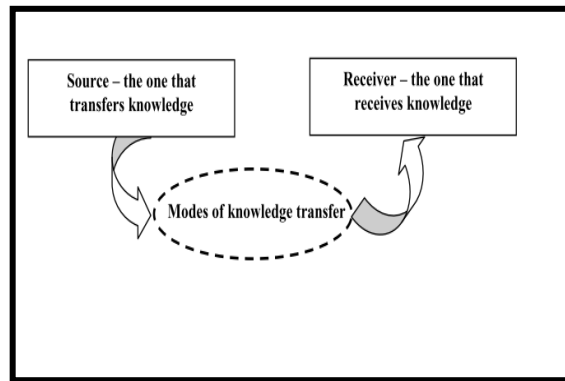 Source – the one that
transfers knowledge
Receiver – the one that
receives knowledge
Modes of knowledge transfer